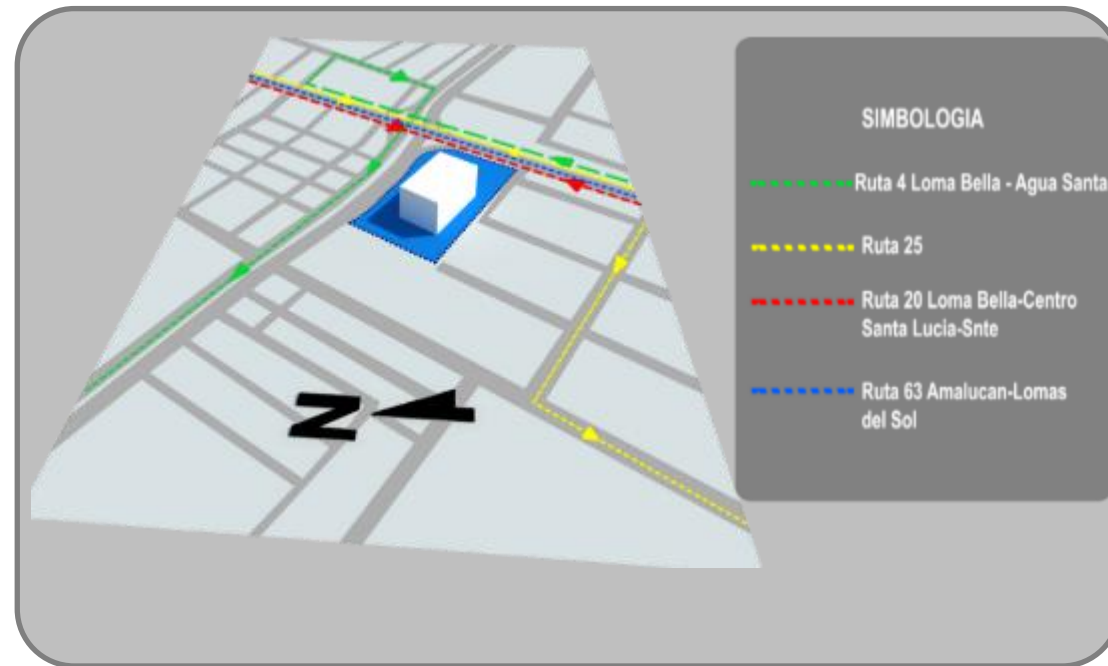 SIMBOLOGIA
Ruta 4 Loma Bella - Agua Santa
Ruta 25
Ruta 20 Loma Bella-Centro
Santa Lucia-Snte
Ruta 63 Amalucan-Lomas
del Sol
N